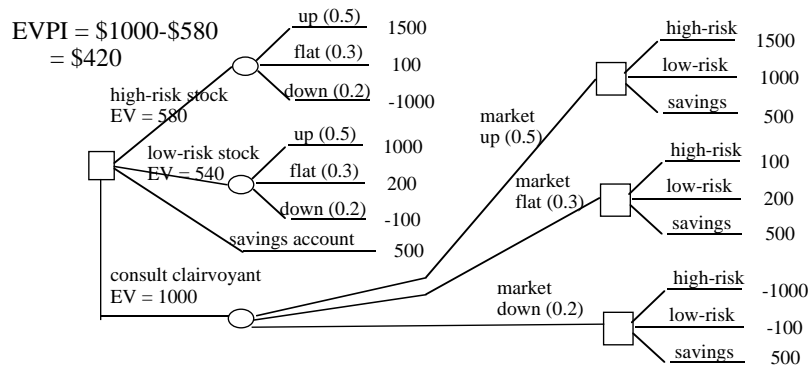 EVPI = $1000-$580
= $420
up (0.5) 1500
flat (0.3) 100
down (0.2) -1000
high-risk stock
EV = 580
up (0.5) 1000
low-risk stock
EV = 540
flat (0.3) 200
down (0.2) -100
savings account 500
consult clairvoyant
EV = 1000
market
up (0.5)
high-risk 1500
low-risk 1000
savings 500
market
flat (0.3)
high-risk 100
low-risk 200
savings 500
market
down (0.2)
high-risk -1000
low-risk -100
savings 500